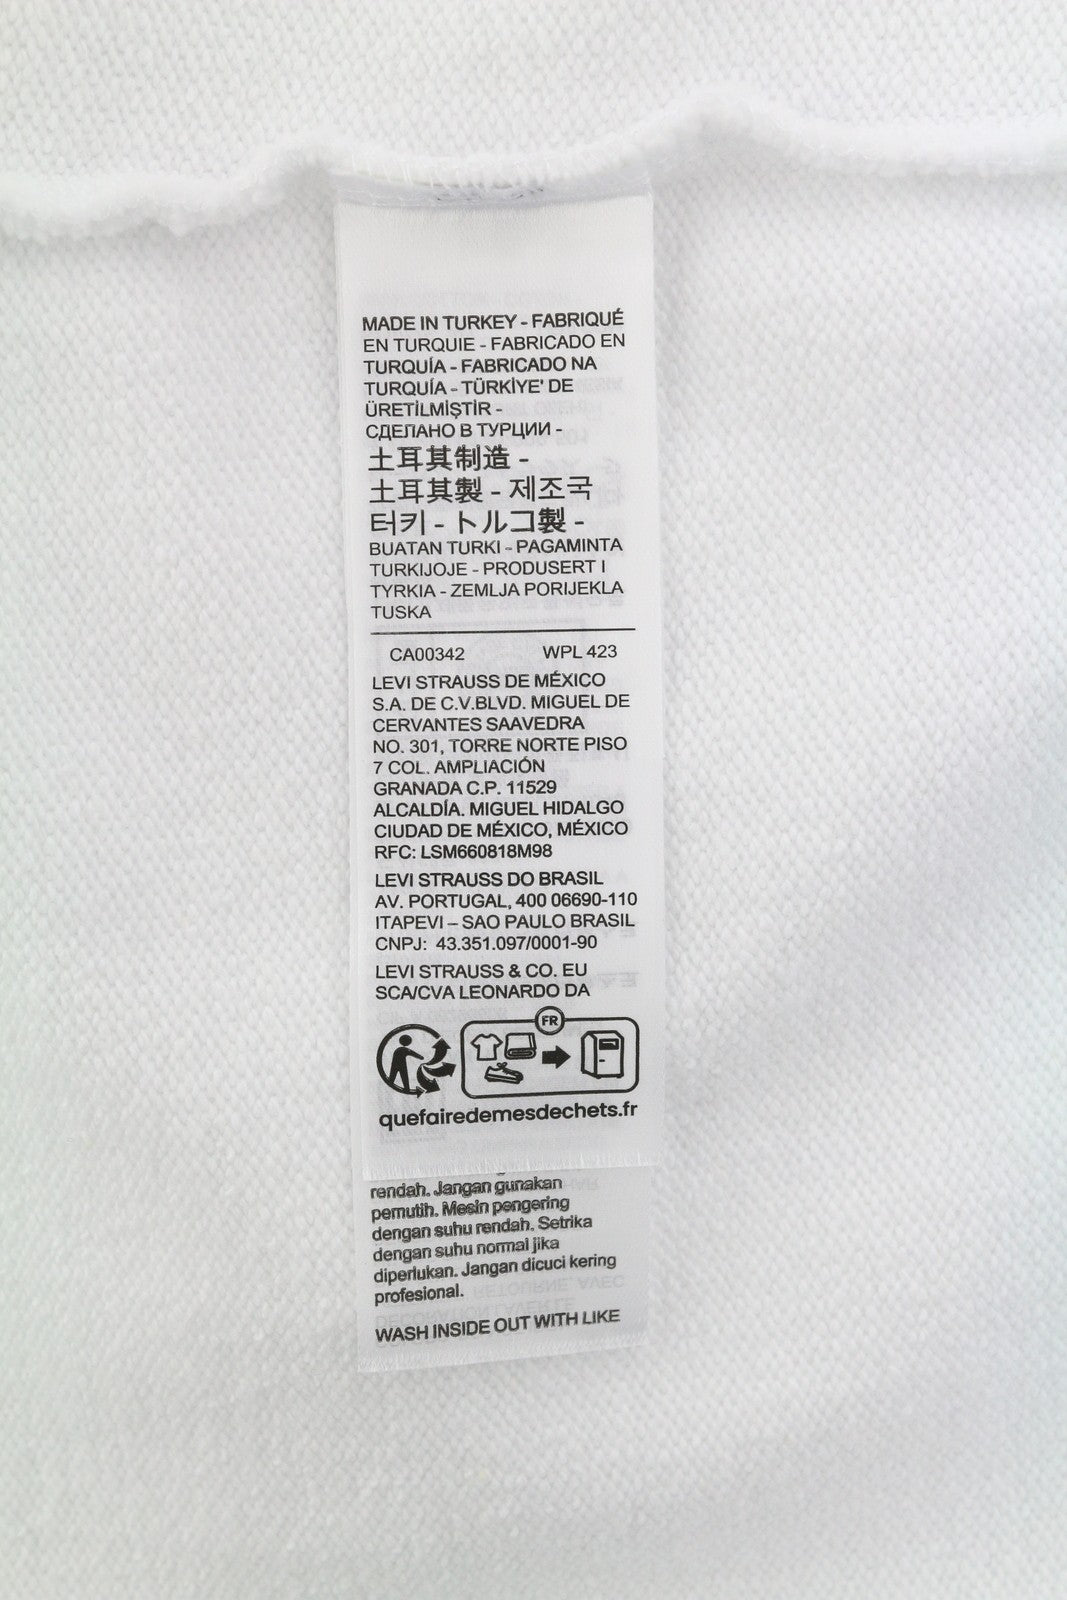 MADE IN TURKEY - FABRIQUÉ
EN TURQUIE - FABRICADO EN
TURQUÍA - FABRICADO NA
TURQUÍA - TÜRKİYE' DE
ÜRETİLMİŞTİR -
СДЕЛАНО В ТУРЦИИ -
土耳其制造 -
土耳其製 - 제조국
터키 - トルコ製 -
BUATAN TURKI - PAGAMINTA
TURKIJOJE - PRODUSERT I
TYRKIA - ZEMLJA PORIJEKLA
TUSKA
CA00342 WPL 423
LEVI STRAUSS DE MÉXICO
S.A. DE C.V.BLVD. MIGUEL DE
CERVANTES SAAVEDRA
NO. 301, TORRE NORTE PISO
7 COL. AMPLIACIÓN
GRANADA C.P. 11529
ALCALDÍA. MIGUEL HIDALGO
CIUDAD DE MÉXICO, MÉXICO
RFC: LSM660818M98
LEVI STRAUSS DO BRASIL
AV. PORTUGAL, 400 06690-110
ITAPEVI – SAO PAULO BRASIL
CNPJ: 43.351.097/0001-90
LEVI STRAUSS & CO. EU
SCA/CVA LEONARDO DA
FR
quefairedemesdechets.fr
rendah. Jangan gunakan
pemutih. Mesin pengering
dengan suhu rendah. Setrika
dengan suhu normal jika
diperlukan. Jangan dicuci kering
profesional.
WASH INSIDE OUT WITH LIKE